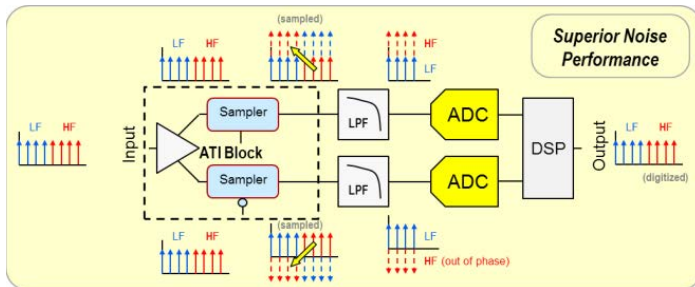 (sampled)
Superior Noise
Performance
LF HF
HF
LF
LF HF
Input
ATI Block
Sampler
Sampler
LPF
LPF
ADC
ADC
DSP
Output
LF HF
(digitized)
(sampled)
LF HF
LF
HF (out of phase)